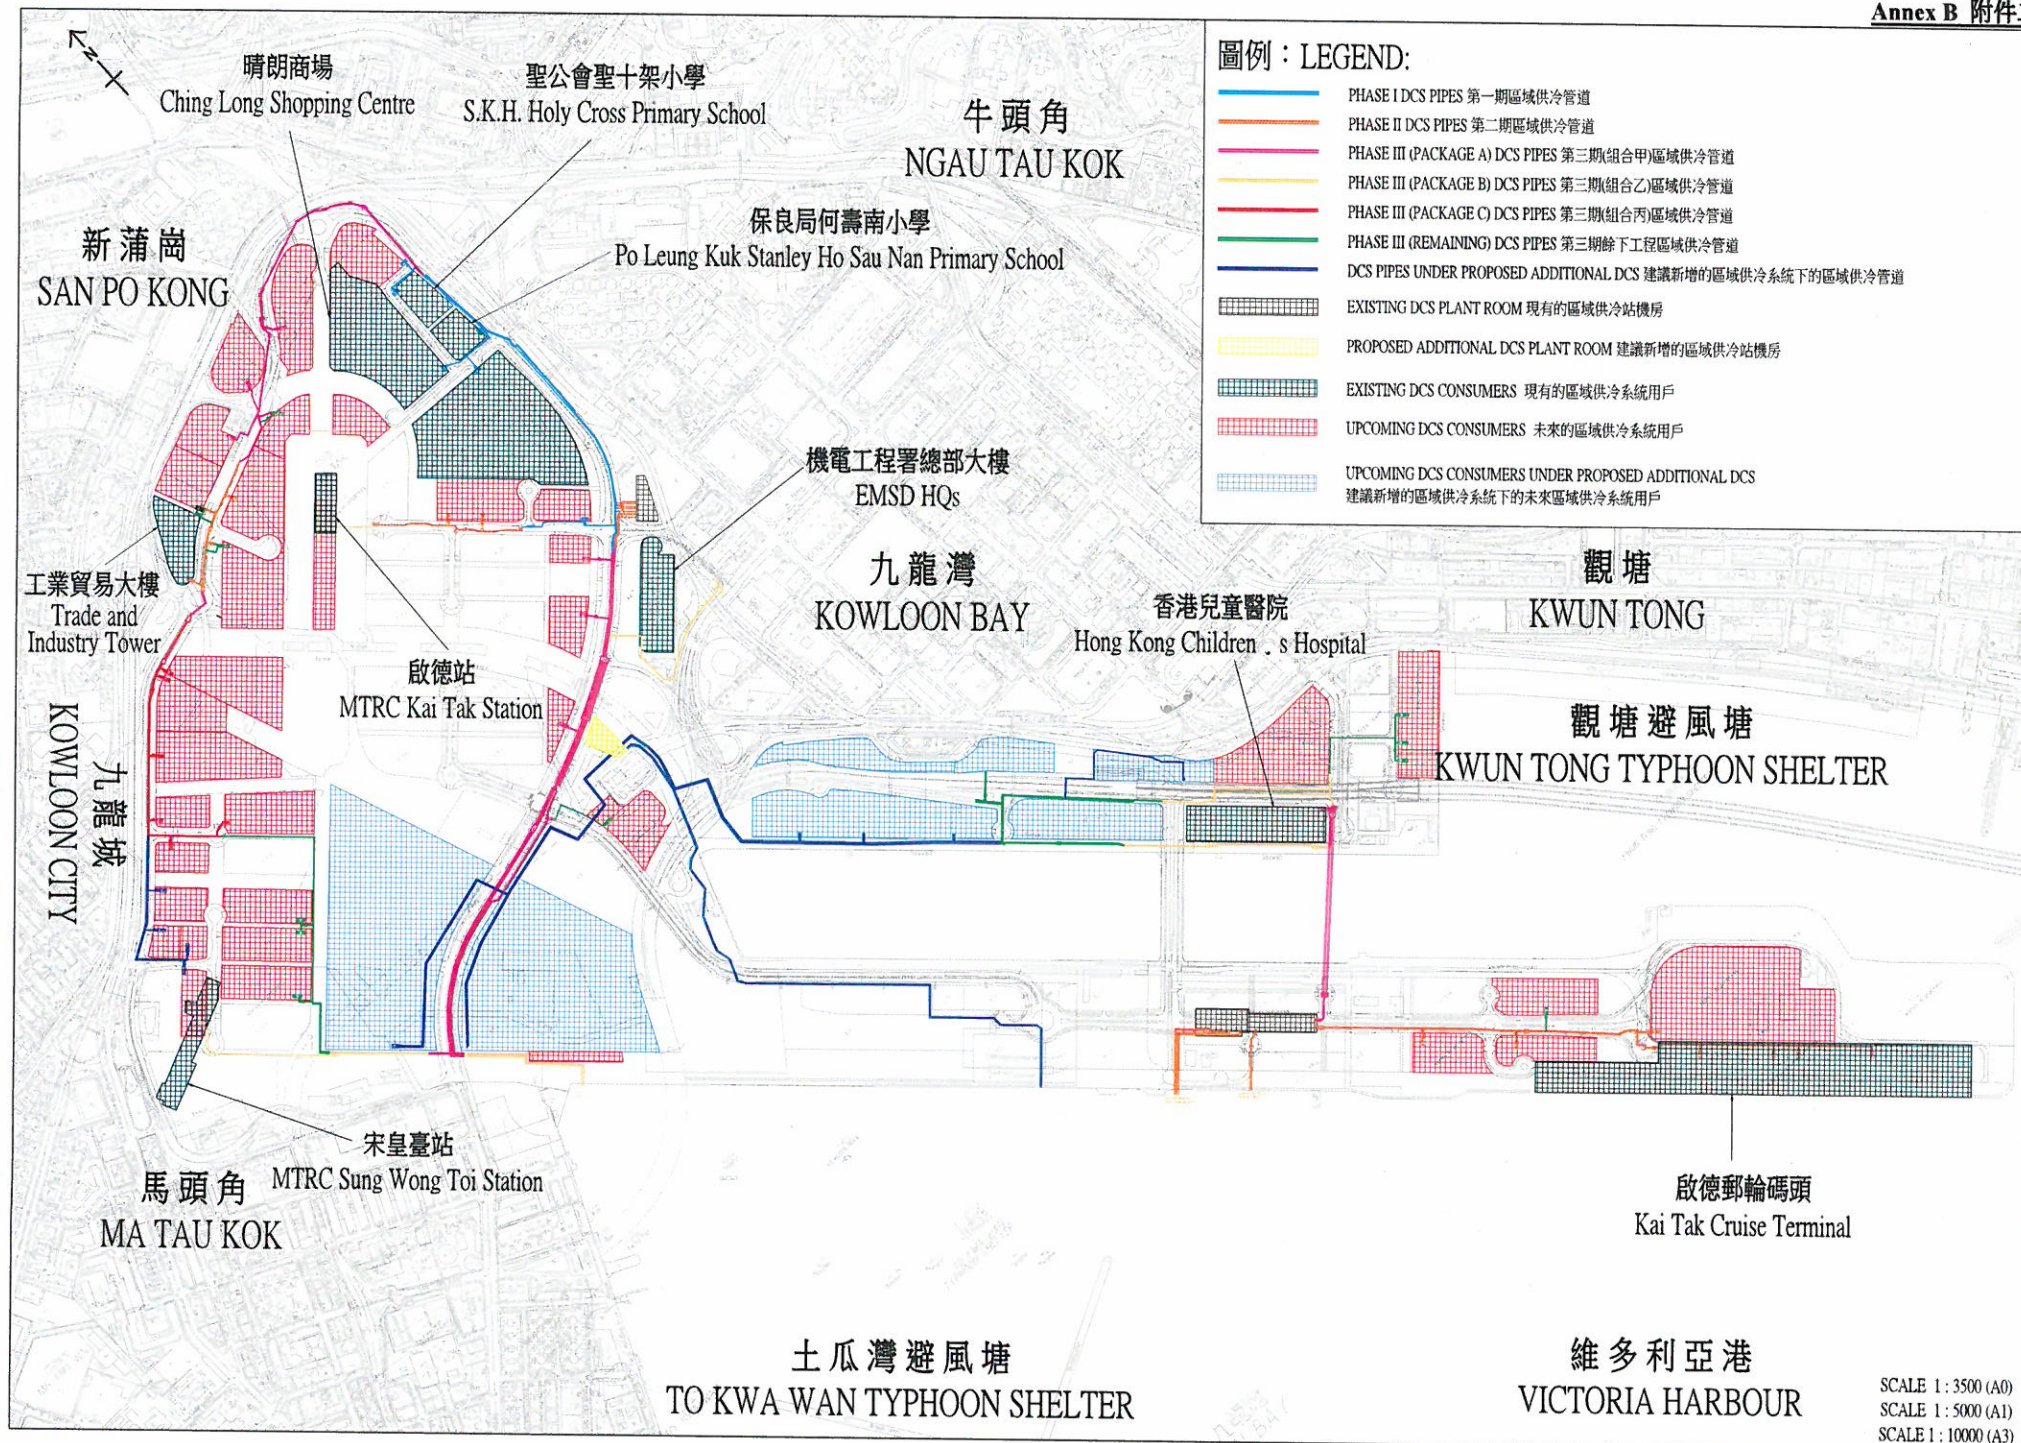 Annex B 附件
圖例：LEGEND:
PHASE I DCS PIPES 第一期區域供冷管道
PHASE II DCS PIPES 第二期區域供冷管道
PHASE III (PACKAGE A) DCS PIPES 第三期(組合甲)區域供冷管道
PHASE III (PACKAGE B) DCS PIPES 第三期(組合乙)區域供冷管道
PHASE III (PACKAGE C) DCS PIPES 第三期(組合丙)區域供冷管道
PHASE III (REMAINING) DCS PIPES 第三期餘下工程區域供冷管道
DCS PIPES UNDER PROPOSED ADDITIONAL DCS 建議新增的區域供冷系統下的區域供冷管道
EXISTING DCS PLANT ROOM 現有的區域供冷站機房
PROPOSED ADDITIONAL DCS PLANT ROOM 建議新增的區域供冷站機房
EXISTING DCS CONSUMERS 現有的區域供冷系統用戶
UPCOMING DCS CONSUMERS 未來的區域供冷系統用戶
UPCOMING DCS CONSUMERS UNDER PROPOSED ADDITIONAL DCS
建議新增的區域供冷系統下的未來區域供冷系統用戶
N
晴朗商場
Ching Long Shopping Centre
聖公會聖十架小學
S.K.H. Holy Cross Primary School
牛頭角
NGAU TAU KOK
新蒲崗
SAN PO KONG
保良局何壽南小學
Po Leung Kuk Stanley Ho Sau Nan Primary School
機電工程署總部大樓
EMSD HQs
九龍灣
KOWLOON BAY
觀塘
KWUN TONG
工業貿易大樓
Trade and
Industry Tower
香港兒童醫院
Hong Kong Children . s Hospital
啟德站
MTRC Kai Tak Station
觀塘避風塘
KWUN TONG TYPHOON SHELTER
九龍城
KOWLOON CITY
宋皇臺站
MTRC Sung Wong Toi Station
馬頭角
MA TAU KOK
啟德郵輪碼頭
Kai Tak Cruise Terminal
土瓜灣避風塘
TO KWA WAN TYPHOON SHELTER
維多利亞港
VICTORIA HARBOUR
SCALE 1 : 3500 (A0)
SCALE 1 : 5000 (A1)
SCALE 1 : 10000 (A3)